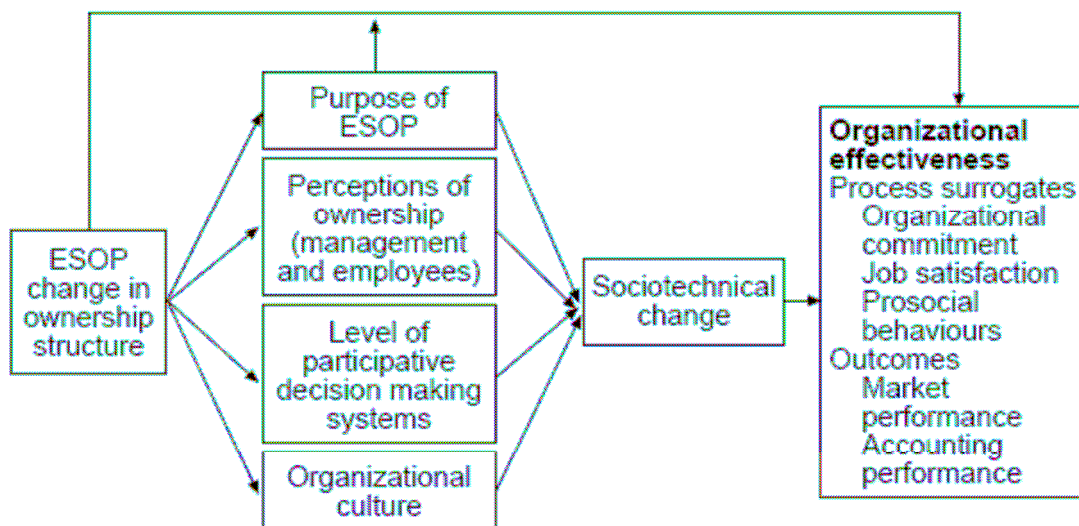 Purpose of
ESOP
Perceptions of
ownership
(management
and employees)
Level of
participative
decision making
systems
Organizational
culture
ESOP
change in
ownership
structure
Sociotechnical
change
Organizational
effectiveness
Process surrogates
Organizational
commitment
Job satisfaction
Prosocial
behaviours
Outcomes
Market
performance
Accounting
performance